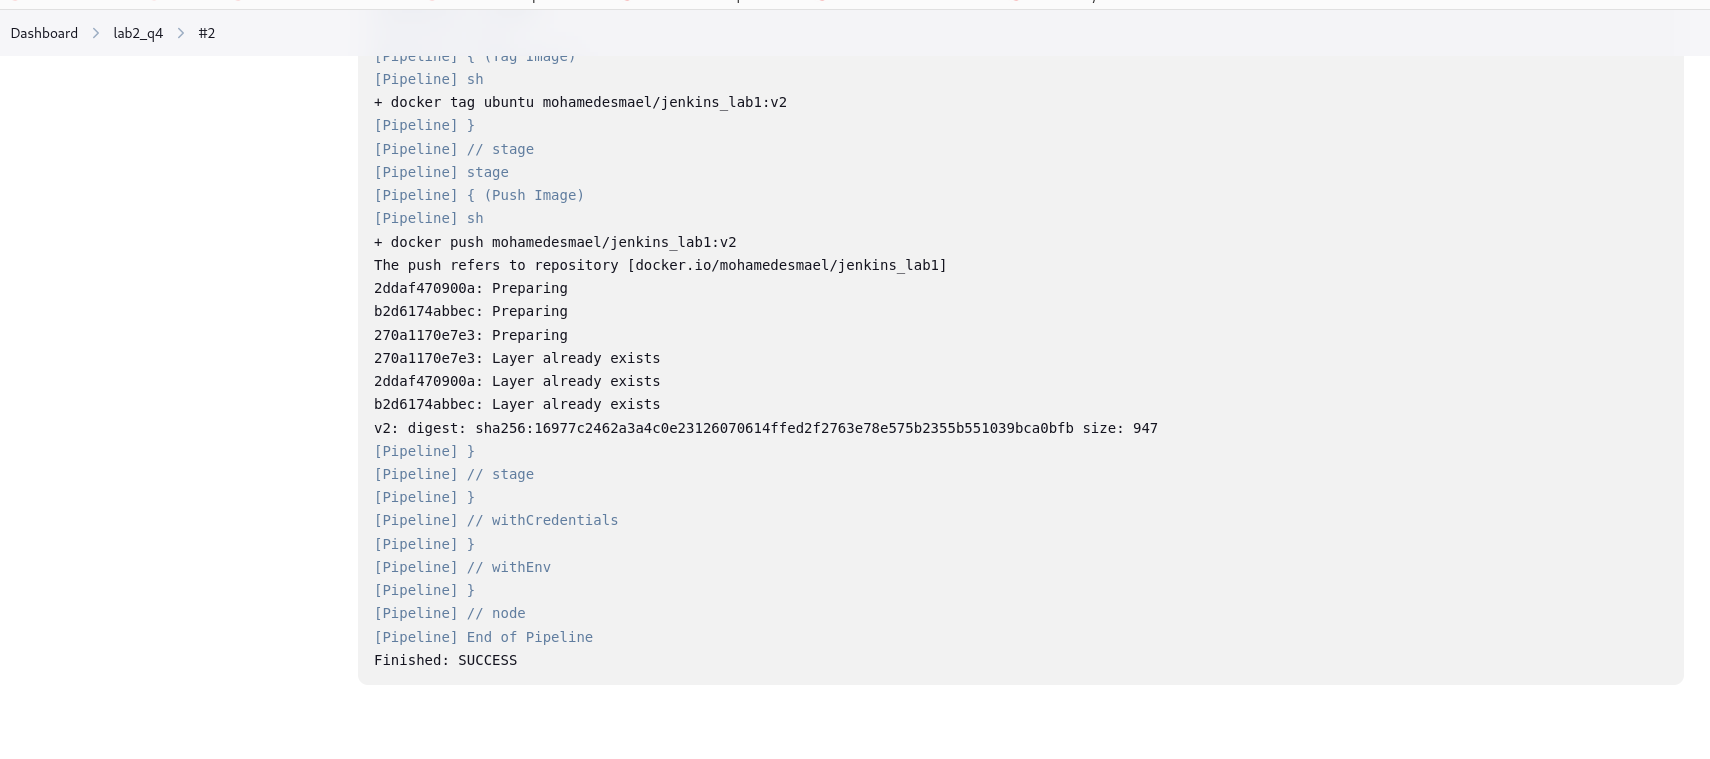 Dashboard > lab2_q4 > #2
[Pipeline] { (Tag Image)
[Pipeline] sh
+ docker tag ubuntu mohamedesmael/jenkins_lab1:v2
[Pipeline] }
[Pipeline] // stage
[Pipeline] stage
[Pipeline] { (Push Image)
[Pipeline] sh
+ docker push mohamedesmael/jenkins_lab1:v2
The push refers to repository [docker.io/mohamedesmael/jenkins_lab1]
2ddaf470900a: Preparing
b2d6174abbec: Preparing
270a1170e7e3: Preparing
270a1170e7e3: Layer already exists
2ddaf470900a: Layer already exists
b2d6174abbec: Layer already exists
v2: digest: sha256:16977c2462a3a4c0e23126070614ffed2f2763e78e575b2355b551039bca0bfb size: 947
[Pipeline] }
[Pipeline] // stage
[Pipeline] }
[Pipeline] // withCredentials
[Pipeline] }
[Pipeline] // withEnv
[Pipeline] }
[Pipeline] // node
[Pipeline] End of Pipeline
Finished: SUCCESS